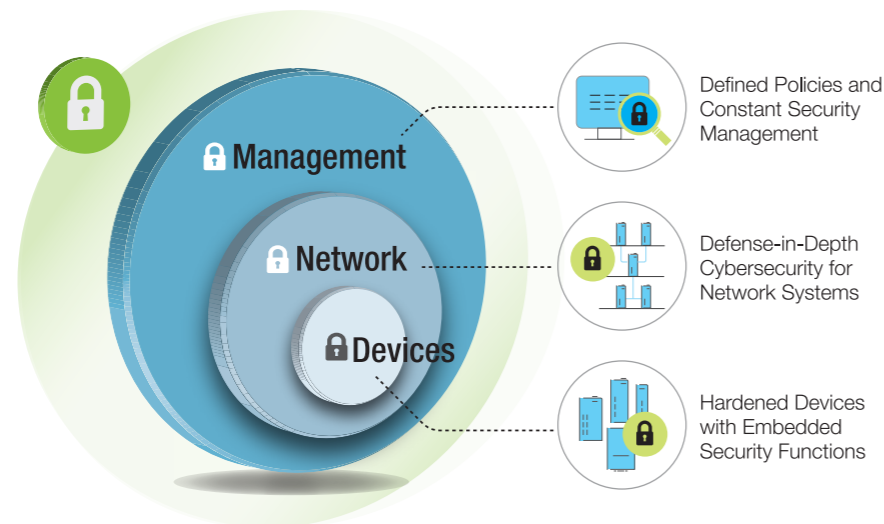 Management
Network
Devices
Defined Policies and
Constant Security
Management
Defense-in-Depth
Cybersecurity for
Network Systems
Hardened Devices
with Embedded
Security Functions